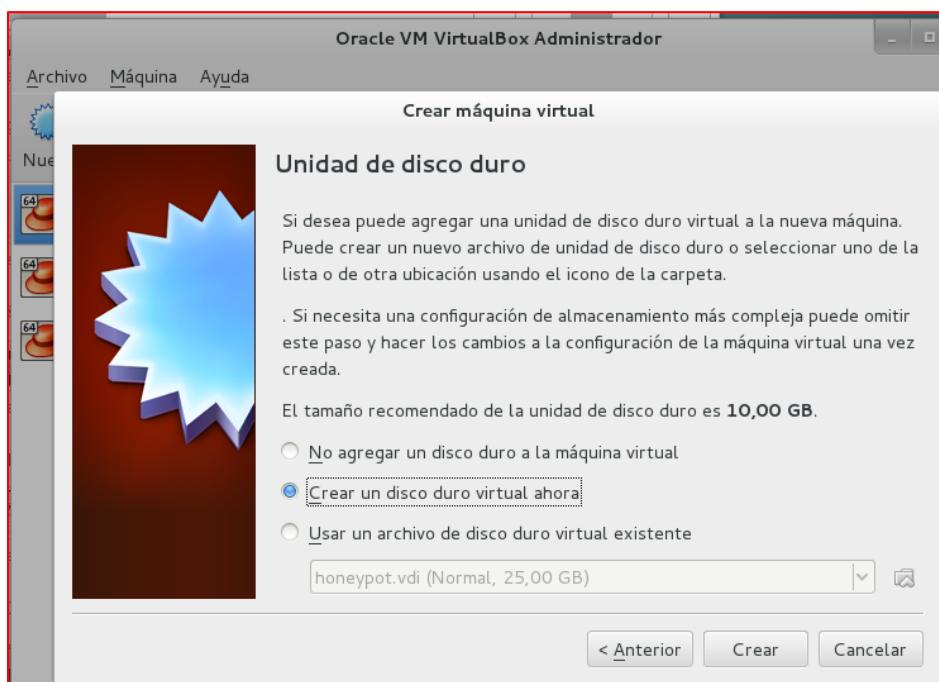 Oracle VM VirtualBox Administrador
Archivo Máquina Ayuda
Crear máquina virtual
Nue
64
64
64
Unidad de disco duro
Si desea puede agregar una unidad de disco duro virtual a la nueva máquina.
Puede crear un nuevo archivo de unidad de disco duro o seleccionar uno de la
lista o de otra ubicación usando el icono de la carpeta.
. Si necesita una configuración de almacenamiento más compleja puede omitir
este paso y hacer los cambios a la configuración de la máquina virtual una vez
creada.
El tamaño recomendado de la unidad de disco duro es 10,00 GB.
No agregar un disco duro a la máquina virtual
Crear un disco duro virtual ahora
Usar un archivo de disco duro virtual existente
honeypot.vdi (Normal, 25,00 GB)
< Anterior Crear Cancelar